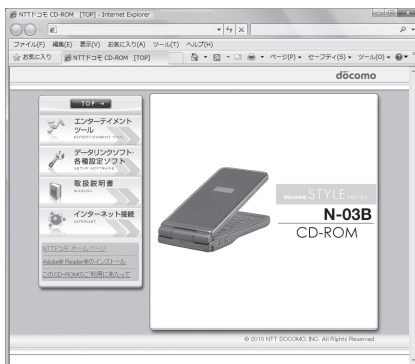 NTTドコモ CD-ROM [TOP] - Internet Explorer
ファイル(F) 編集(E) 表示(V) お気に入り(A) ツール(T) ヘルプ(H)
お気に入り NTTドコモ CD-ROM [TOP] ページ(P) セーフティ(S) ツール(O)
döcomo
TOP
エンターテイメント
ツール
ENTERTAINMENT TOOL
データリンクソフト・
各種設定ソフト
SETUP SOFTWARE
取扱説明書
MANUAL
インターネット接続
INTERNET
NTTドコモ ホームページ
Adobe® Reader®のインストール
このCD-ROMのご利用にあたって
docomo STYLE series
N-03B
CD-ROM
© 2010 NTT DOCOMO, INC. All Rights Reserved.